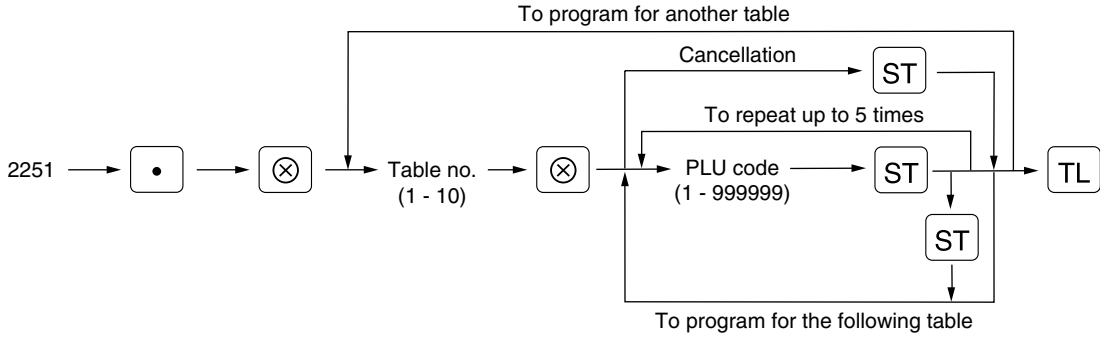 To program for another table
Cancellation
ST
To repeat up to 5 times
2251
•
⊗
Table no.
(1 - 10)
⊗
PLU code
(1 - 999999)
ST
TL
ST
To program for the following table